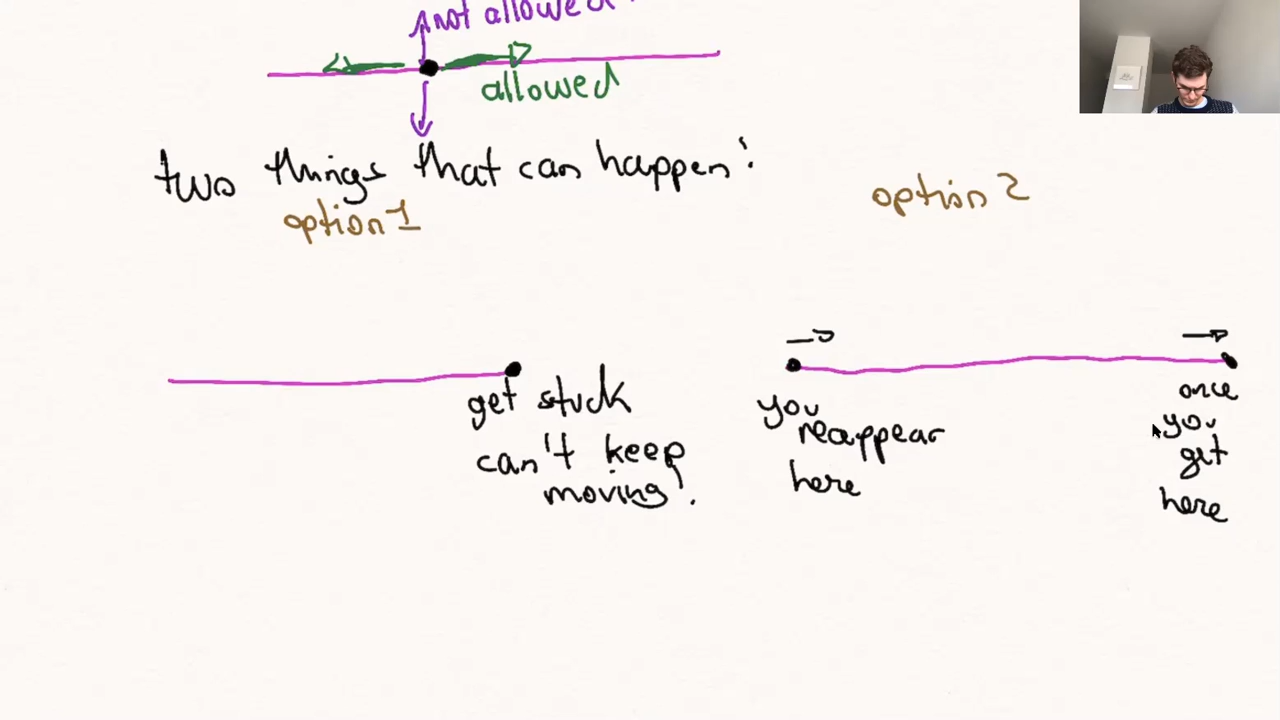 not allowed
allowed
two things that can happen:
option 1
option 2
get stuck
can't keep
moving!
you
reappear
here
once
you
get
here